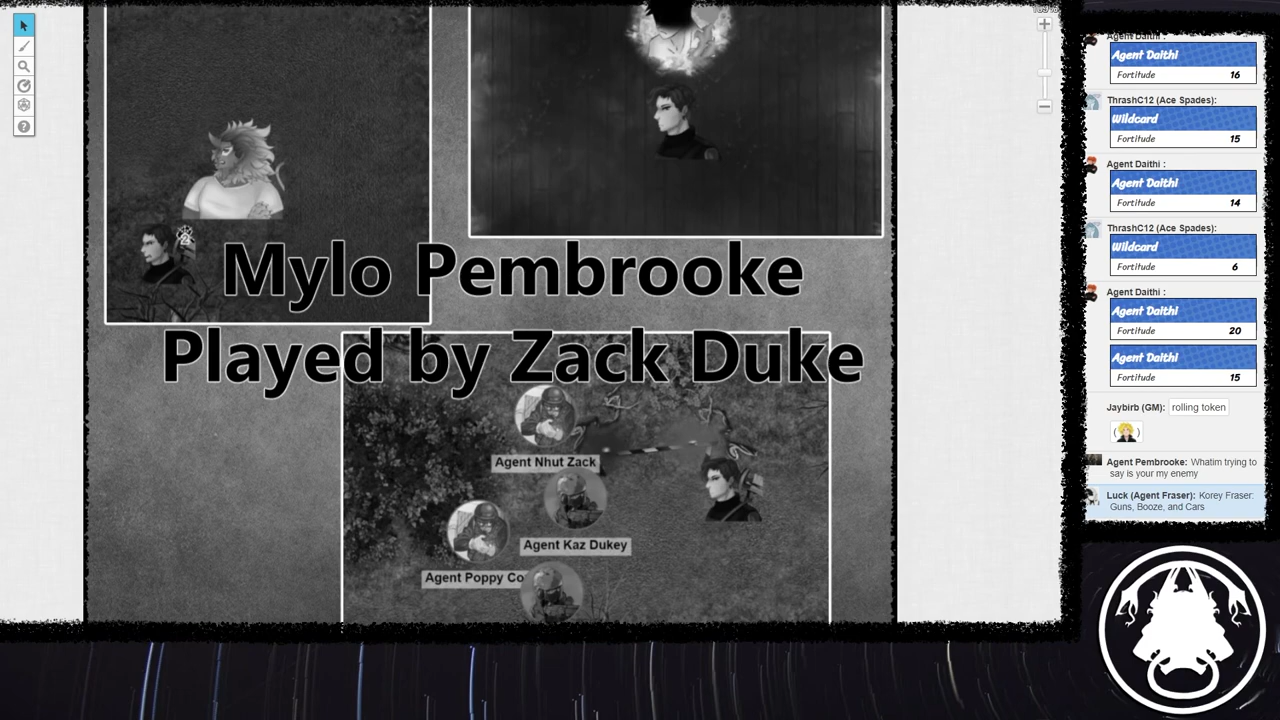 Mylo Pembrooke
Played by Zack Duke
Agent Nhut Zack
Agent Kaz Dukey
Agent Poppy Co
Agent Daithi :
Agent Daithi
Fortitude 16
ThrashC12 (Ace Spades):
Wildcard
Fortitude 15
Agent Daithi :
Agent Daithi
Fortitude 14
ThrashC12 (Ace Spades):
Wildcard
Fortitude 6
Agent Daithi :
Agent Daithi
Fortitude 20
Agent Daithi
Fortitude 15
Jaybirb (GM): rolling token
Agent Pembrooke: Whatim trying to
say is your my enemy
Luck (Agent Fraser): Korey Fraser:
Guns, Booze, and Cars